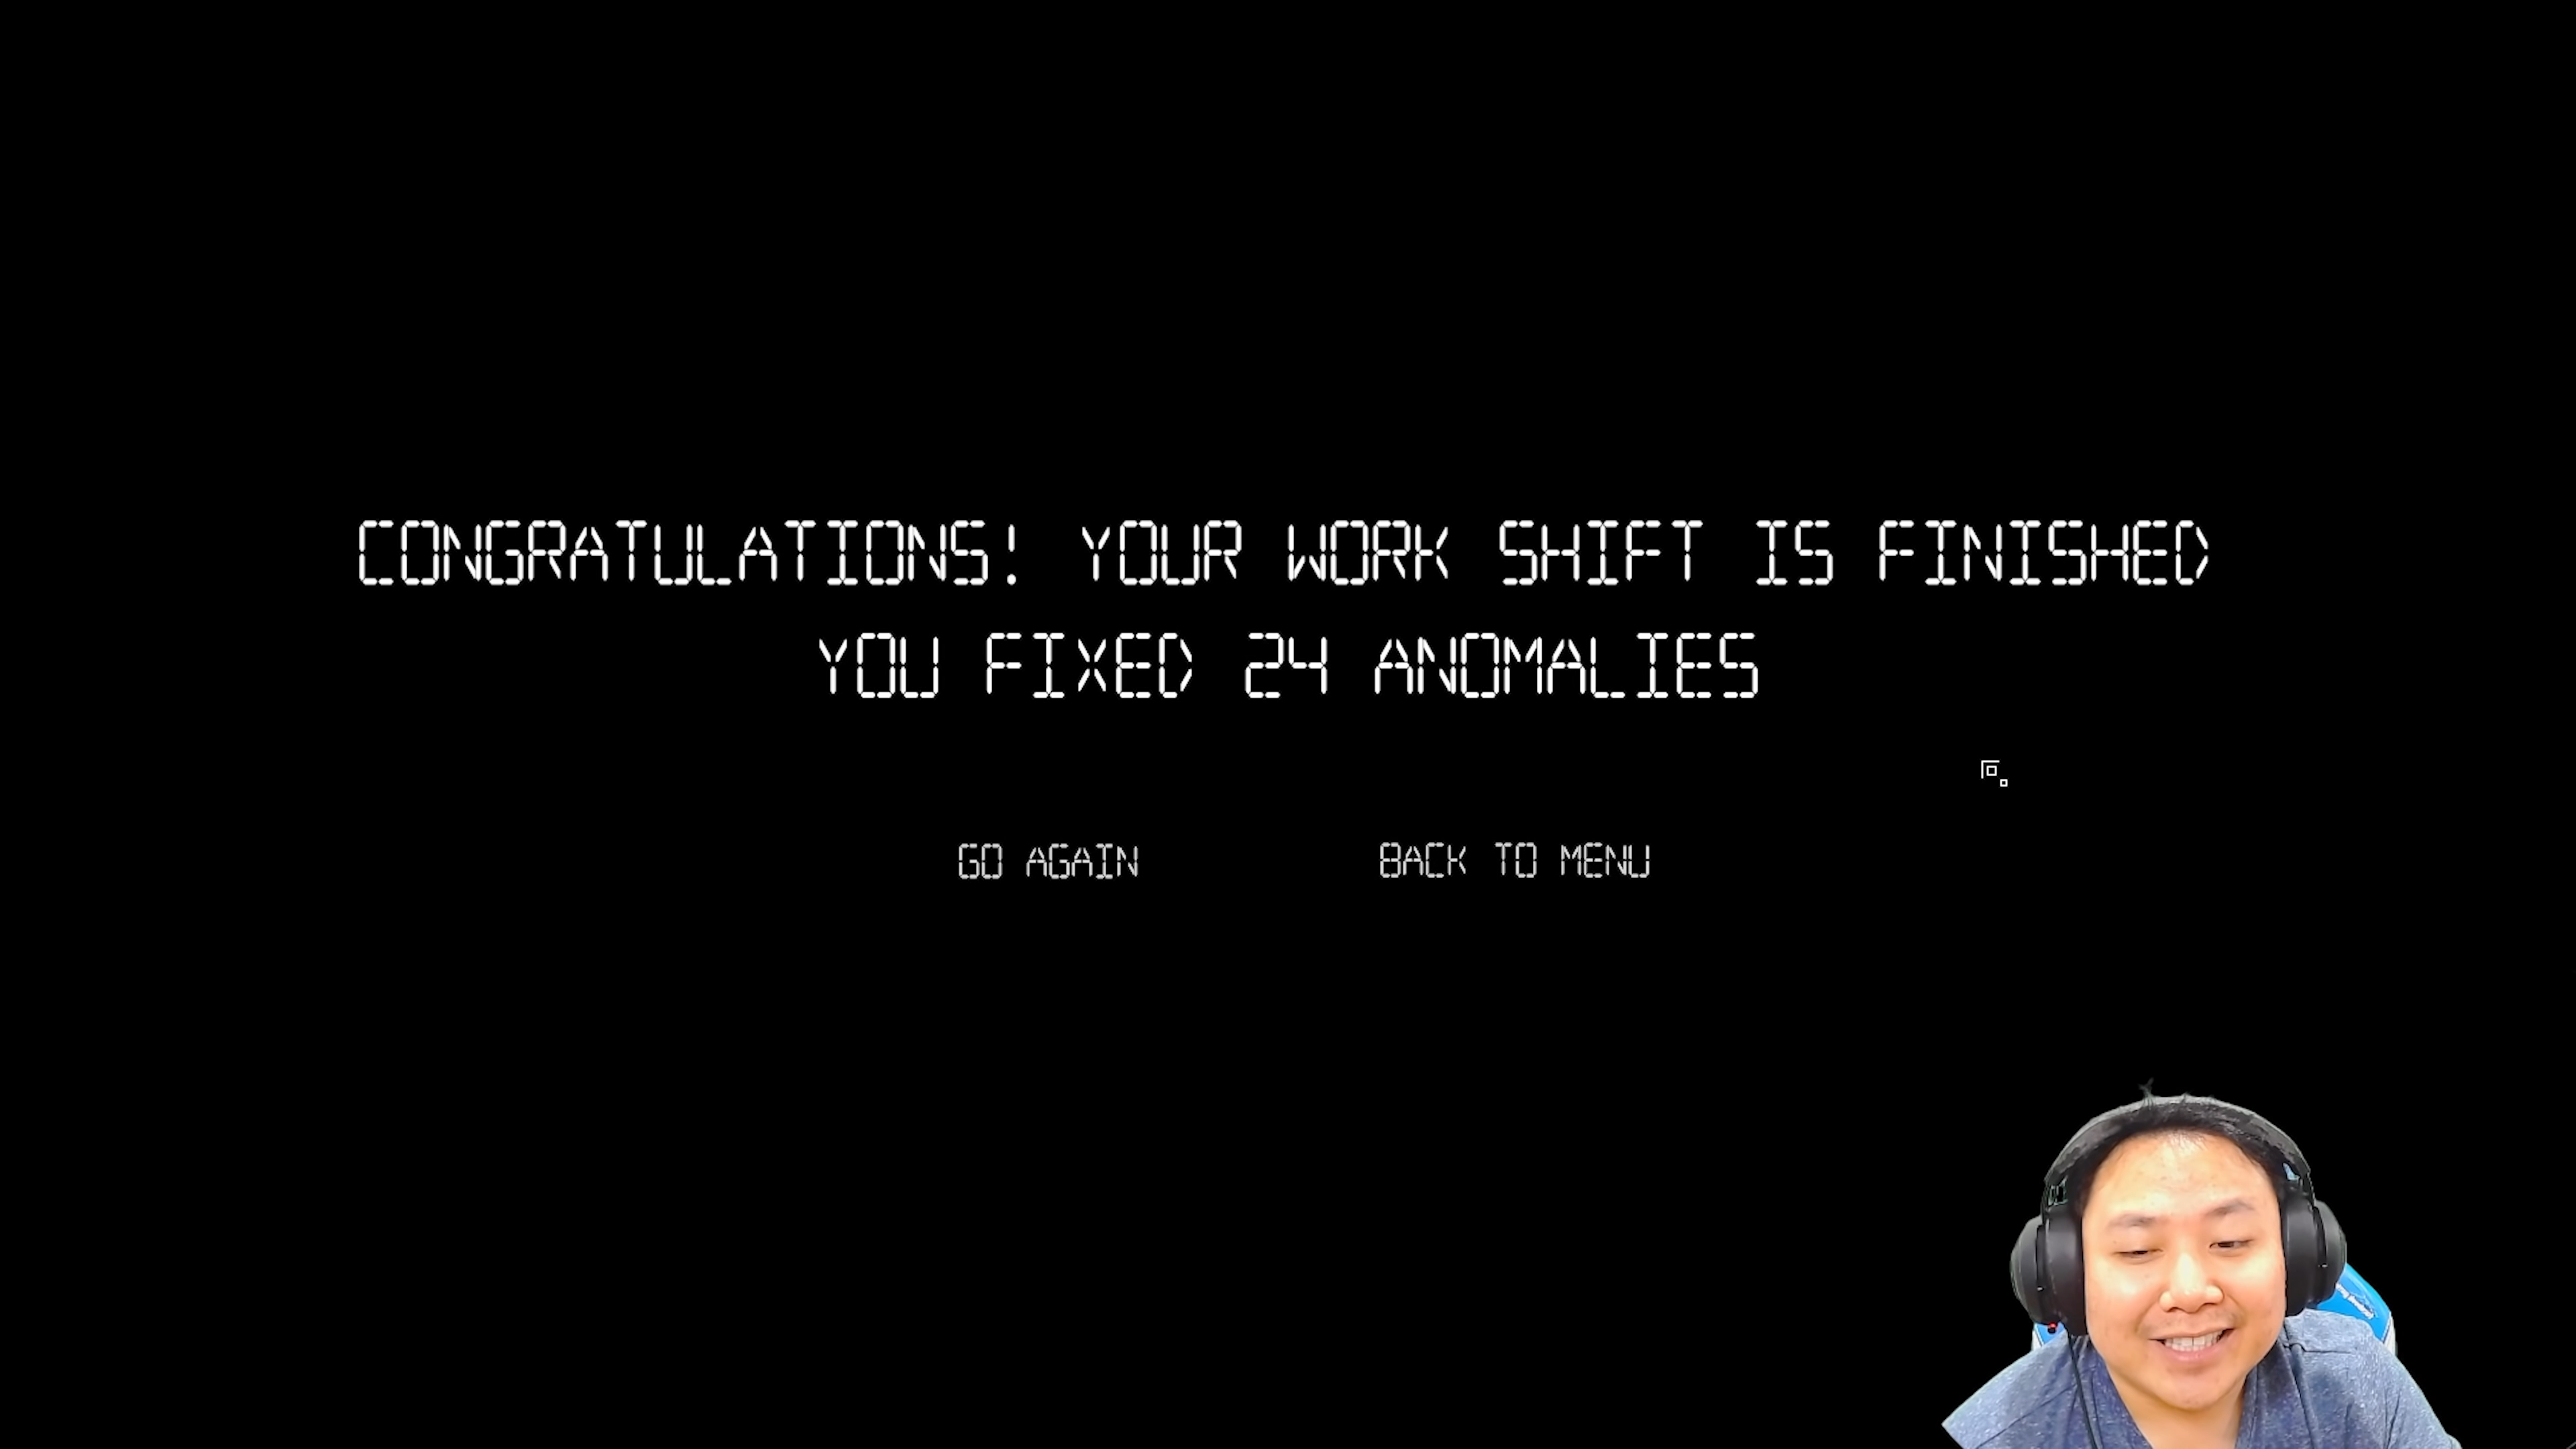 CONGRATULATIONS! YOUR WORK SHIFT IS FINISHED
YOU FIXED 24 ANOMALIES
GO AGAIN
BACK TO MENU